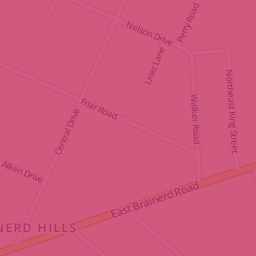 Perry Road
Nelson Drive
Liner Lane
Northeast King Street
Walker Road
Friar Road
Central Drive
Aiken Drive
East Brainerd Road
NERD HILLS